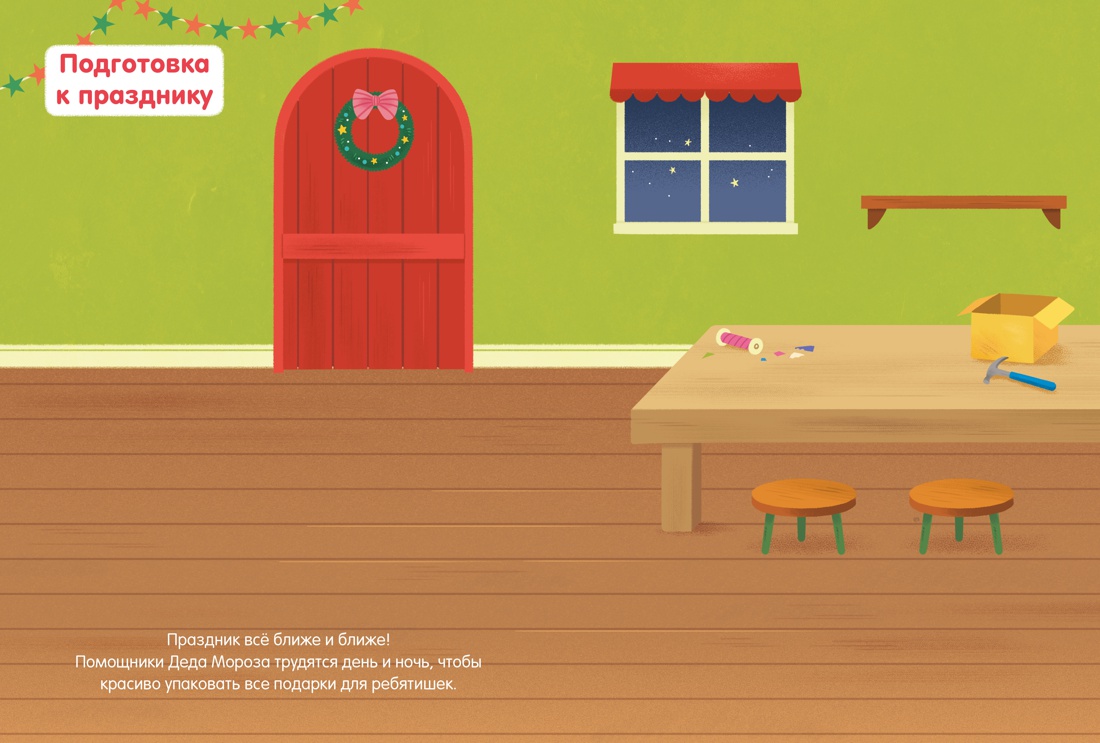 Подготовка
к празднику
Праздник всё ближе и ближе!
Помощники Деда Мороза трудятся день и ночь, чтобы
красиво упаковать все подарки для ребятишек.